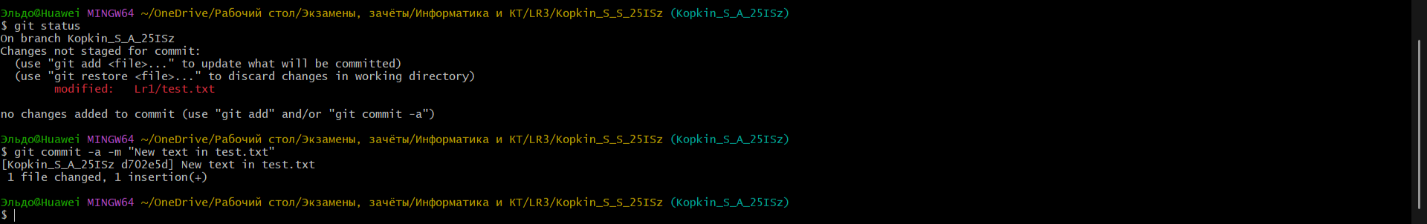 Эльдо@Huawei MINGW64 ~/OneDrive/Рабочий стол/Экзамены, зачёты/Информатика и КТ/LR3/Kopkin_S_S_25ISz (Kopkin_S_A_25ISz)
$ git status
On branch Kopkin_S_A_25ISz
Changes not staged for commit:
  (use "git add <file>..." to update what will be committed)
  (use "git restore <file>..." to discard changes in working directory)
        modified:   Lr1/test.txt

no changes added to commit (use "git add" and/or "git commit -a")

Эльдо@Huawei MINGW64 ~/OneDrive/Рабочий стол/Экзамены, зачёты/Информатика и КТ/LR3/Kopkin_S_S_25ISz (Kopkin_S_A_25ISz)
$ git commit -a -m "New text in test.txt"
[Kopkin_S_A_25ISz d702e5d] New text in test.txt
 1 file changed, 1 insertion(+)

Эльдо@Huawei MINGW64 ~/OneDrive/Рабочий стол/Экзамены, зачёты/Информатика и КТ/LR3/Kopkin_S_S_25ISz (Kopkin_S_A_25ISz)
$